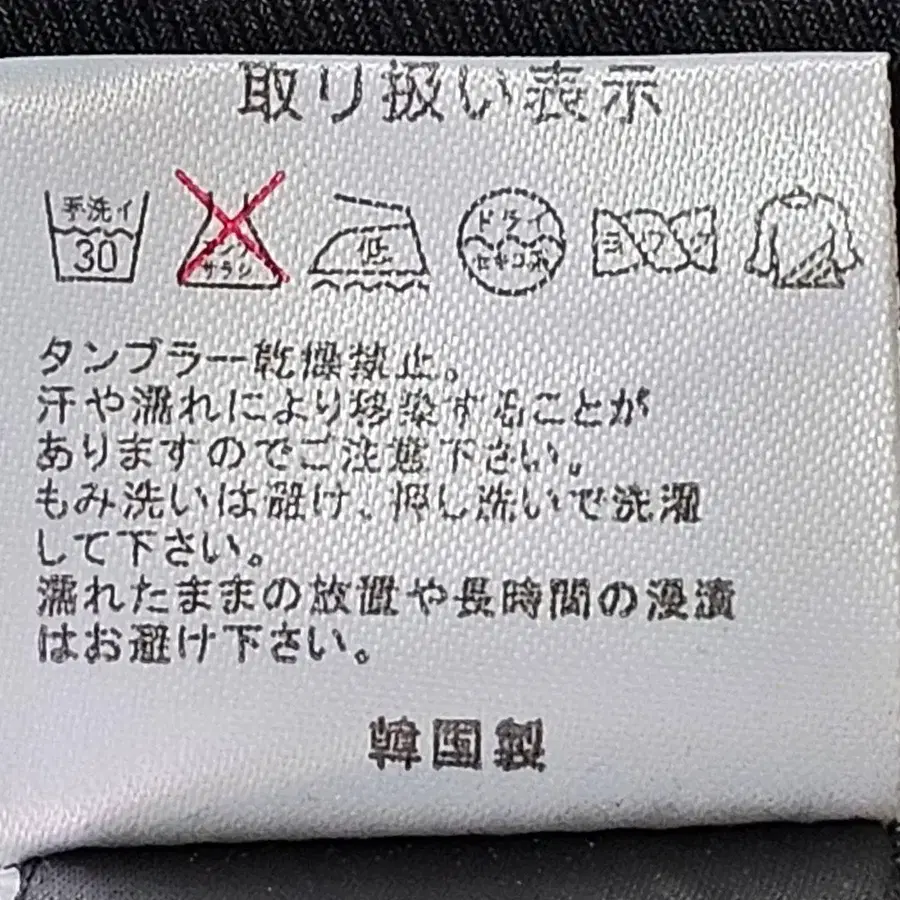 取り扱い表示
手洗イ 30
エンソ サラシ
低
ドライ セキユ系
ヨワク
タンブラー乾燥禁止。
汗や濡れにより移染することが
ありますのでご注意下さい。
もみ洗いは避け、押し洗いで洗濯
して下さい。
濡れたままの放置や長時間の浸漬
はお避け下さい。
韓国製